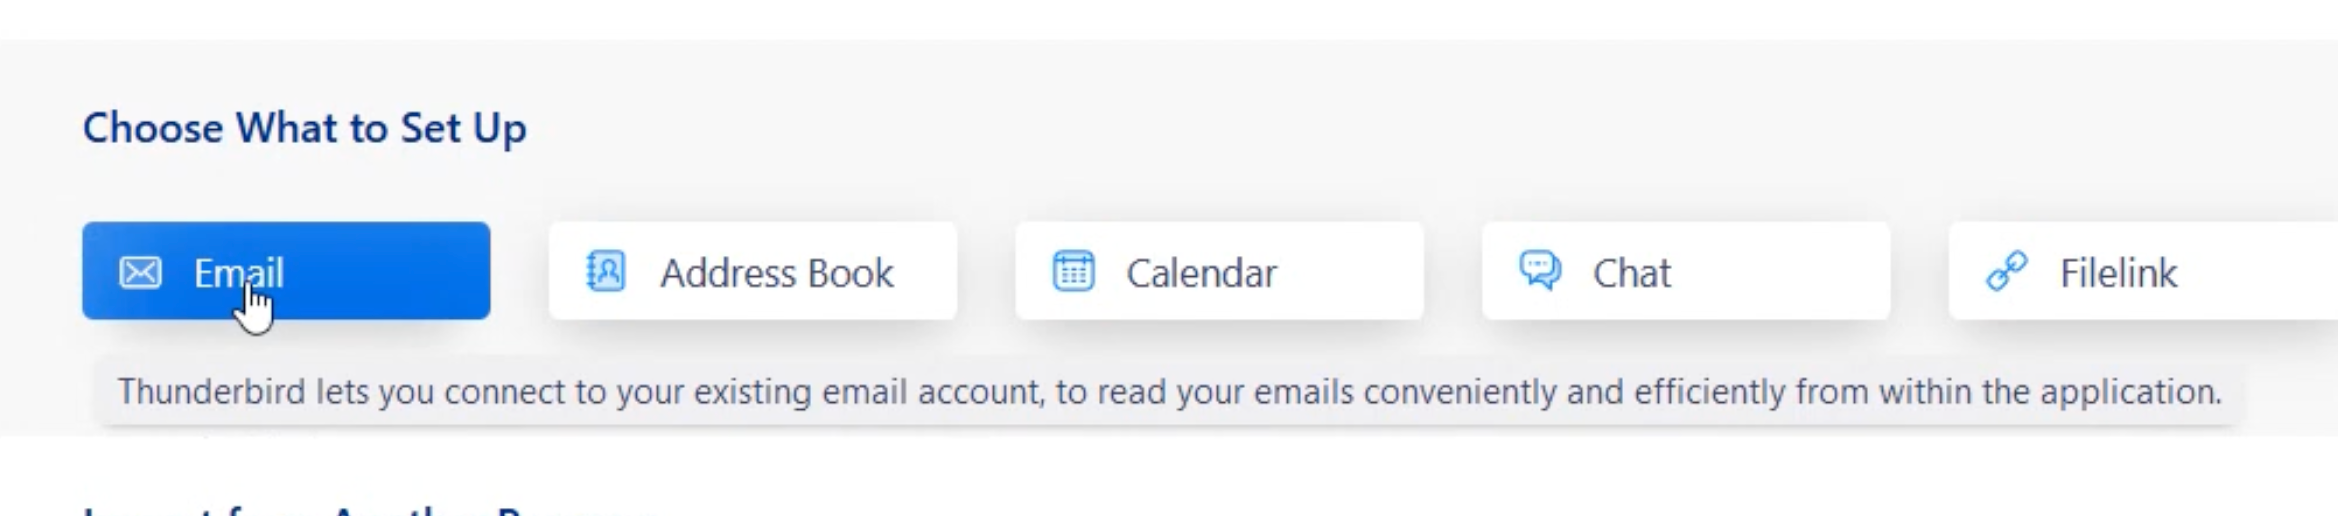 Choose What to Set Up
Email
Address Book
Calendar
Chat
Filelink
Thunderbird lets you connect to your existing email account, to read your emails conveniently and efficiently from within the application.